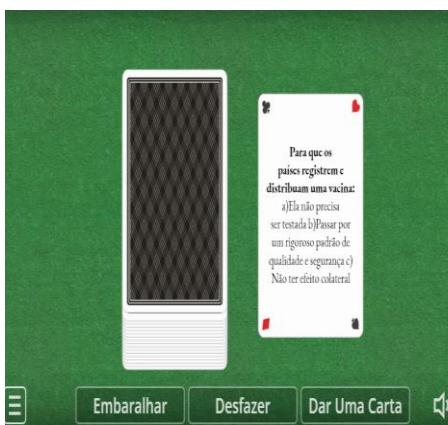 Para que os
países registrem e
distribuam uma vacina:
a)Ela não precisa
ser testada b)Passar por
um rigoroso padrão de
qualidade e segurança c)
Não ter efeito colateral
Embaralhar
Desfazer
Dar Uma Carta